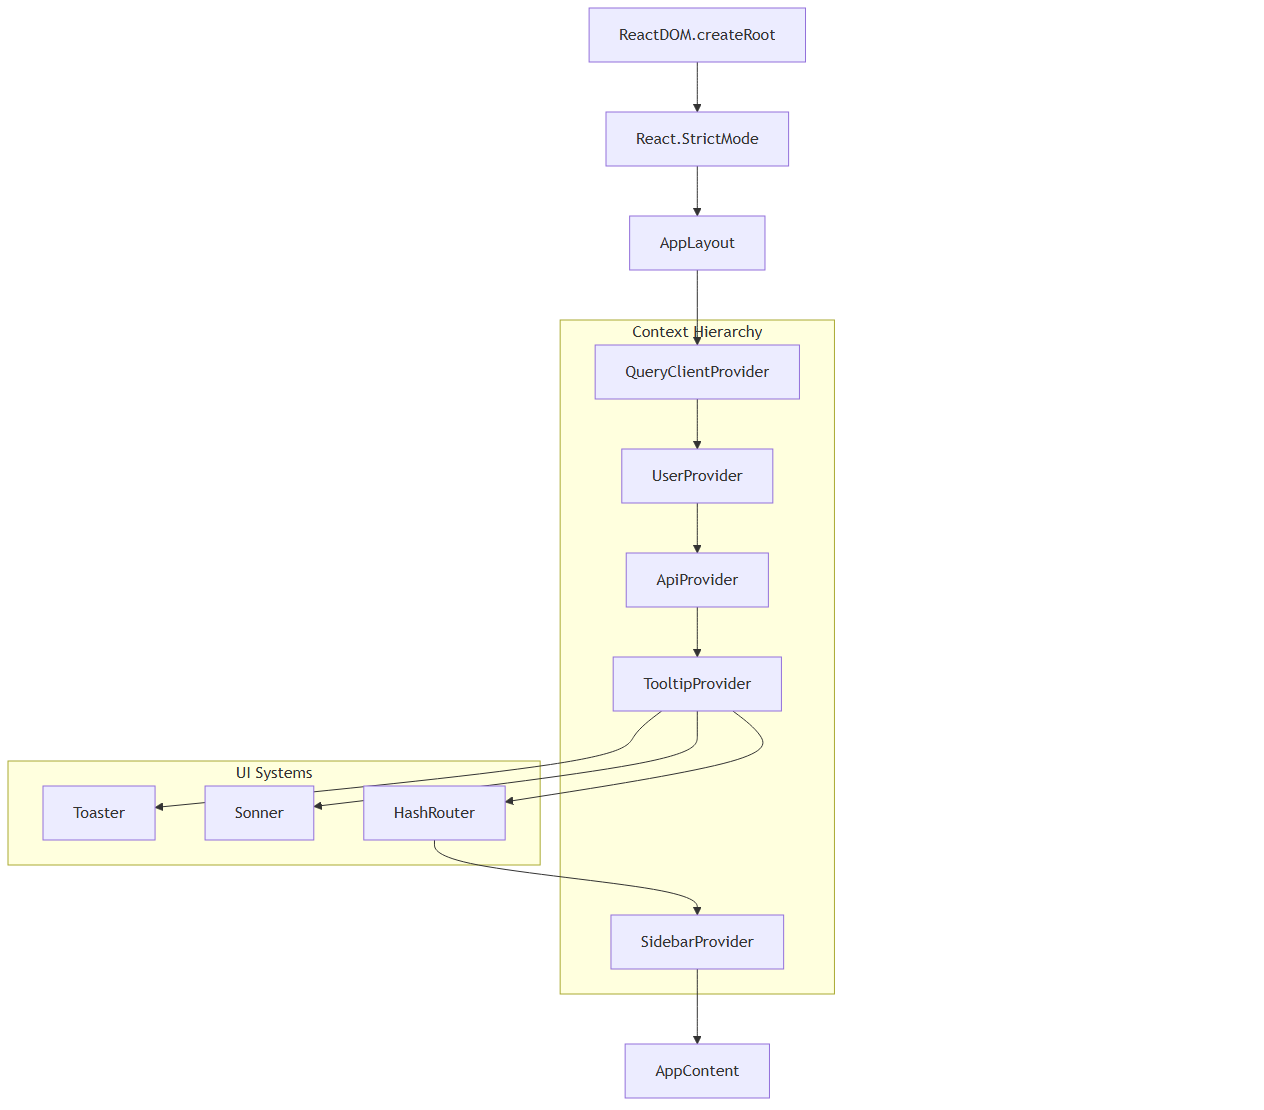 ReactDOM.createRoot
React.StrictMode
AppLayout
Context Hierarchy
QueryClientProvider
UserProvider
ApiProvider
TooltipProvider
UI Systems
Toaster
Sonner
HashRouter
SidebarProvider
AppContent